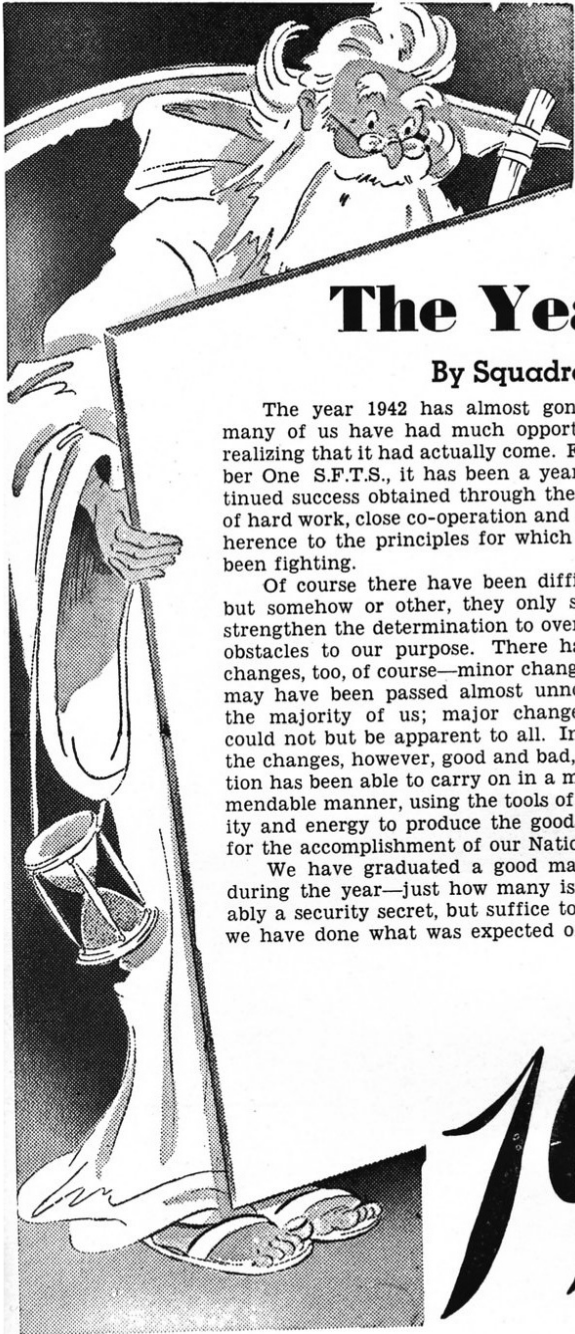 The Yea
By Squadro
The year 1942 has almost gon
many of us have had much opport
realizing that it had actually come. F
ber One S.F.T.S., it has been a year
tinued success obtained through the
of hard work, close co-operation and
herence to the principles for which
been fighting.
Of course there have been diffi
but somehow or other, they only s
strengthen the determination to over
obstacles to our purpose. There ha
changes, too, of course—minor chang
may have been passed almost unno
the majority of us; major change
could not but be apparent to all. In
the changes, however, good and bad,
tion has been able to carry on in a m
mendable manner, using the tools of
ity and energy to produce the good
for the accomplishment of our Natio
We have graduated a good ma
during the year—just how many is
ably a security secret, but suffice to
we have done what was expected o
19